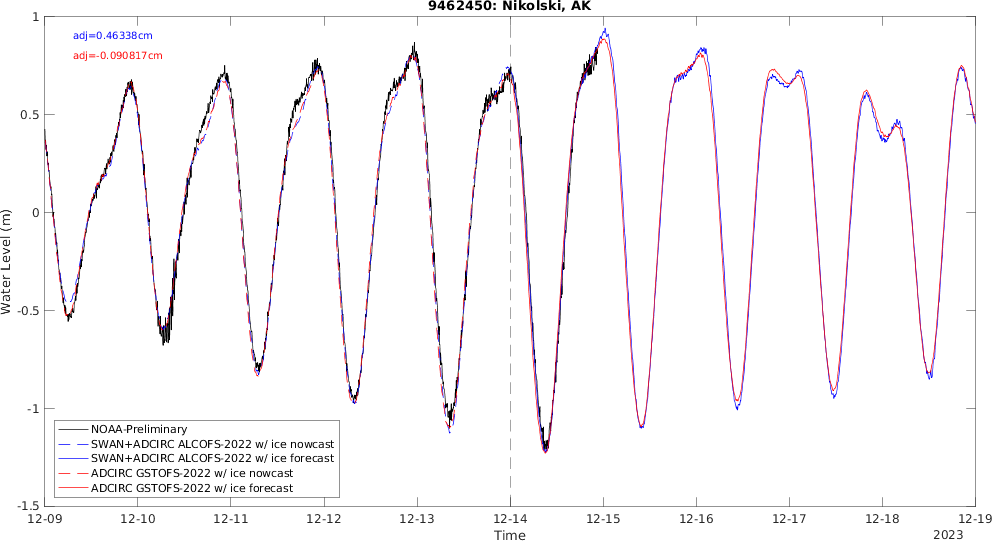 9462450: Nikolski, AK
adj=0.46338cm
adj=-0.090817cm
Water Level (m)
1
0.5
0
-0.5
-1
-1.5
NOAA-Preliminary
SWAN+ADCIRC ALCOFS-2022 w/ ice nowcast
SWAN+ADCIRC ALCOFS-2022 w/ ice forecast
ADCIRC GSTOFS-2022 w/ ice nowcast
ADCIRC GSTOFS-2022 w/ ice forecast
12-09 12-10 12-11 12-12 12-13 12-14 12-15 12-16 12-17 12-18 12-19
Time
2023